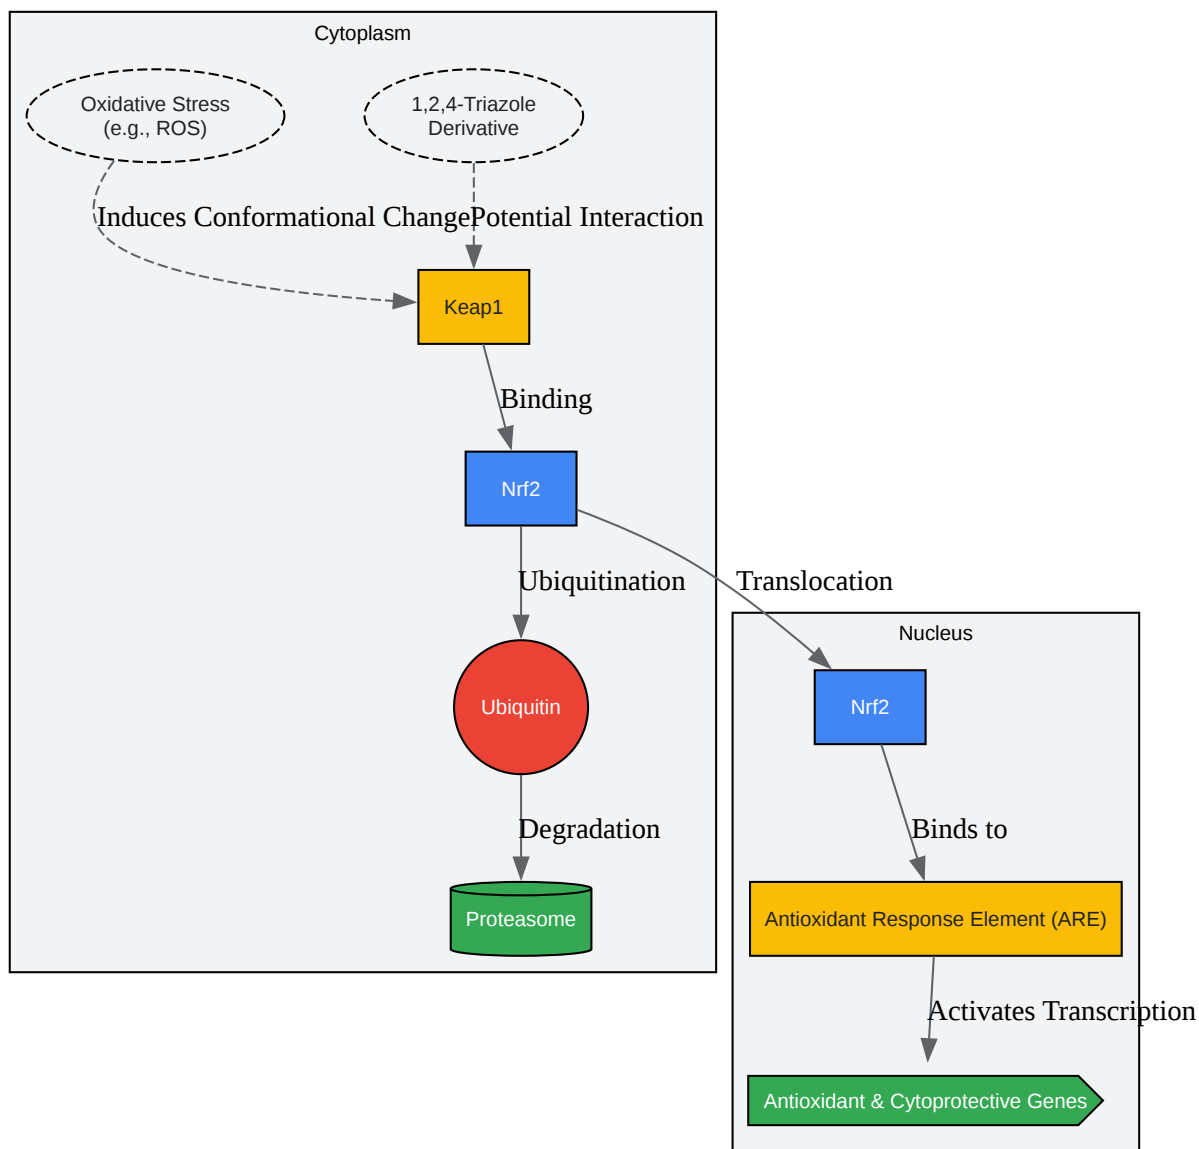 Cytoplasm
Oxidative Stress
(e.g., ROS)
1,2,4-Triazole
Derivative
Induces Conformational Change
Potential Interaction
Keap1
Binding
Nrf2
Ubiquitination
Translocation
Nucleus
Ubiquitin
Nrf2
Degradation
Binds to
Proteasome
Antioxidant Response Element (ARE)
Activates Transcription
Antioxidant & Cytoprotective Genes